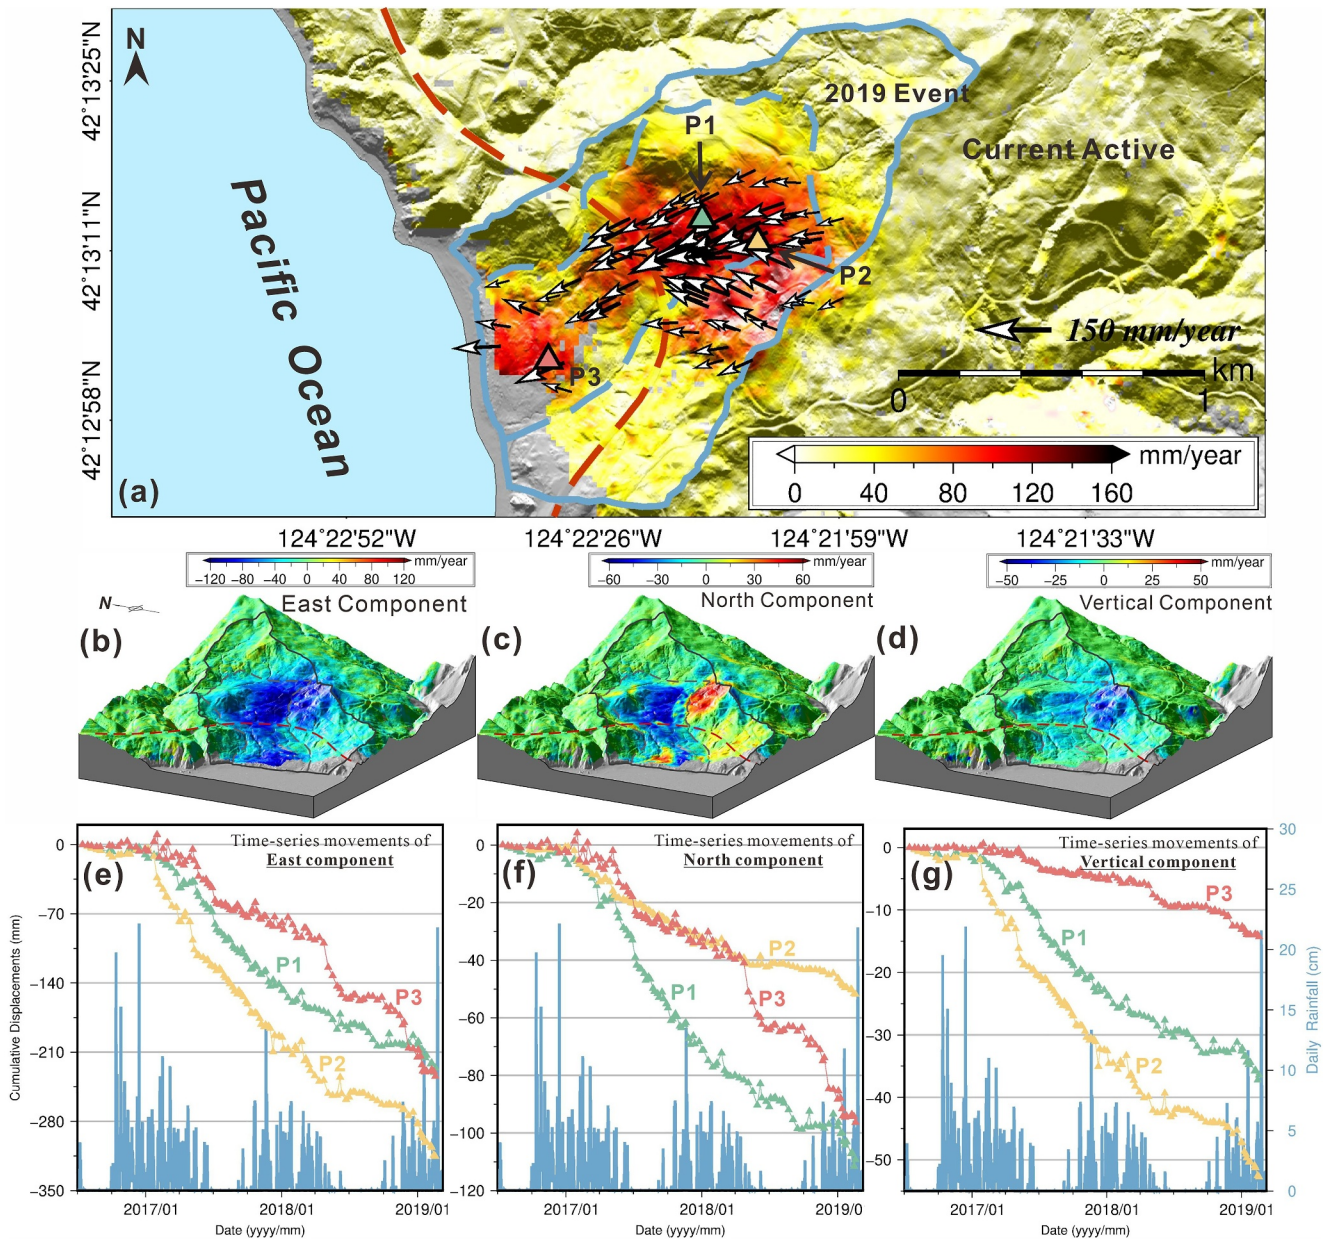 N
42°13'25"N
42°13'11"N
42°12'58"N
Pacific Ocean
2019 Event
Current Active
P1
P2
P3
150 mm/year
km
0 1
mm/year
0 40 80 120 160
(a)
124°22'52"W 124°22'26"W 124°21'59"W 124°21'33"W
mm/year
−120 −80 −40 0 40 80 120
East Component
N
(b)
mm/year
−60 −30 0 30 60
North Component
(c)
mm/year
−50 −25 0 25 50
Vertical Component
(d)
Cumulative Displacements (mm)
0
−70
−140
−210
−280
−350
Time-series movements of
East component
(e)
P1
P3
P2
2017/01 2018/01 2019/01
Date (yyyy/mm)
0
−20
−40
−60
−80
−100
−120
Time-series movements of
North component
(f)
P2
P1
P3
2017/01 2018/01 2019/0
Date (yyyy/mm)
0
−10
−20
−30
−40
−50
Time-series movements of
Vertical component
(g)
P3
P1
P2
2017/01 2018/01 2019/01
Date (yyyy/mm)
30
25
20
15
10
5
0
Daily Rainfall (cm)